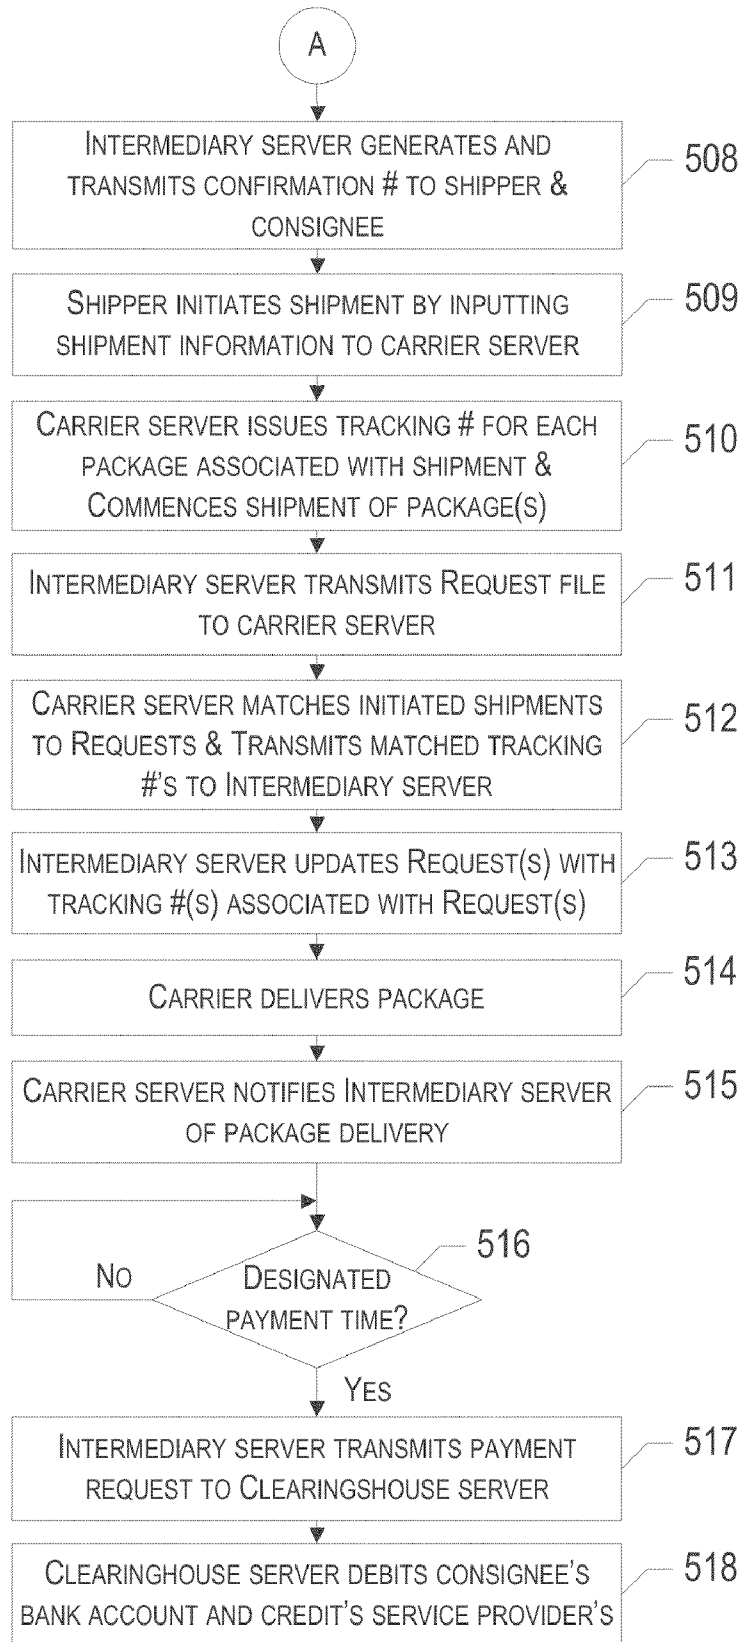 A
INTERMEDIARY SERVER GENERATES AND
TRANSMITS CONFIRMATION # TO SHIPPER &
CONSIGNEE
508
SHIPPER INITIATES SHIPMENT BY INPUTTING
SHIPMENT INFORMATION TO CARRIER SERVER
509
CARRIER SERVER ISSUES TRACKING # FOR EACH
PACKAGE ASSOCIATED WITH SHIPMENT &
COMMENCES SHIPMENT OF PACKAGE(S)
510
INTERMEDIARY SERVER TRANSMITS REQUEST FILE
TO CARRIER SERVER
511
CARRIER SERVER MATCHES INITIATED SHIPMENTS
TO REQUESTS & TRANSMITS MATCHED TRACKING
#'S TO INTERMEDIARY SERVER
512
INTERMEDIARY SERVER UPDATES REQUEST(S) WITH
TRACKING #(S) ASSOCIATED WITH REQUEST(S)
513
CARRIER DELIVERS PACKAGE
514
CARRIER SERVER NOTIFIES INTERMEDIARY SERVER
OF PACKAGE DELIVERY
515
DESIGNATED
PAYMENT TIME?
516
NO
YES
INTERMEDIARY SERVER TRANSMITS PAYMENT
REQUEST TO CLEARINGSHOUSE SERVER
517
CLEARINGHOUSE SERVER DEBITS CONSIGNEE'S
BANK ACCOUNT AND CREDIT'S SERVICE PROVIDER'S
518